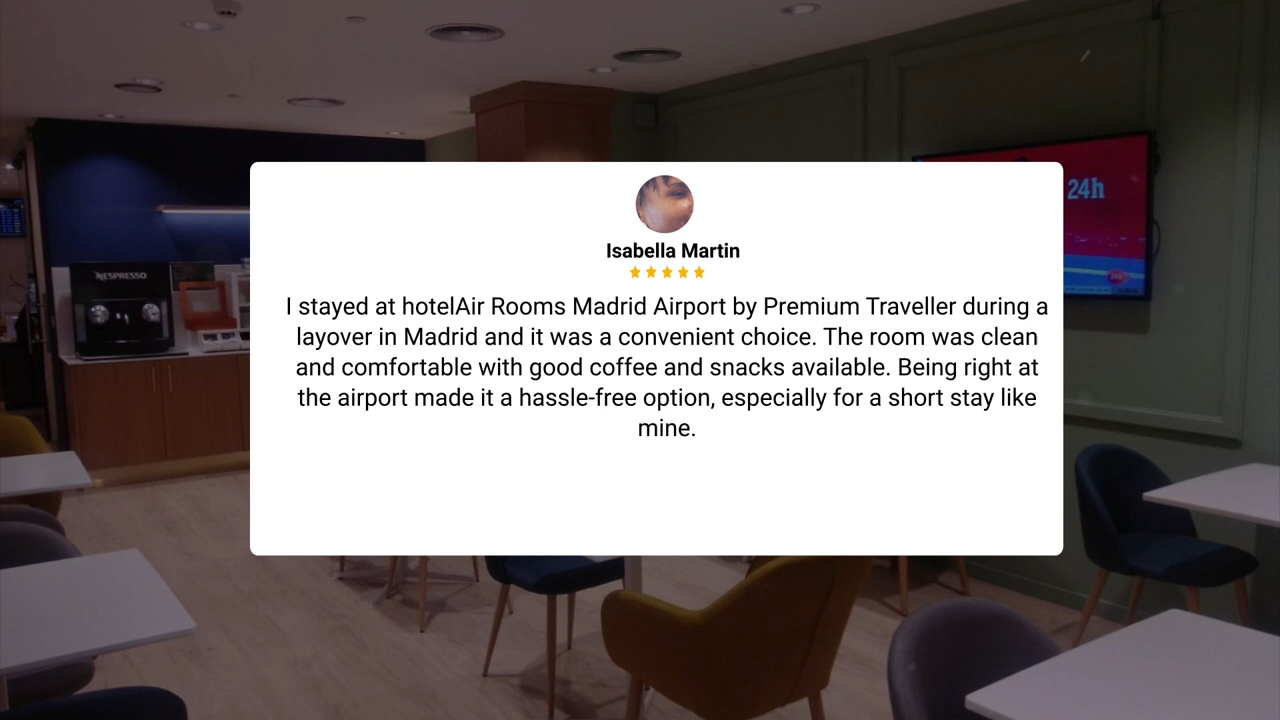 Isabella Martin
I stayed at hotelAir Rooms Madrid Airport by Premium Traveller during a
layover in Madrid and it was a convenient choice. The room was clean
and comfortable with good coffee and snacks available. Being right at
the airport made it a hassle-free option, especially for a short stay like
mine.
24h
NESPRESSO